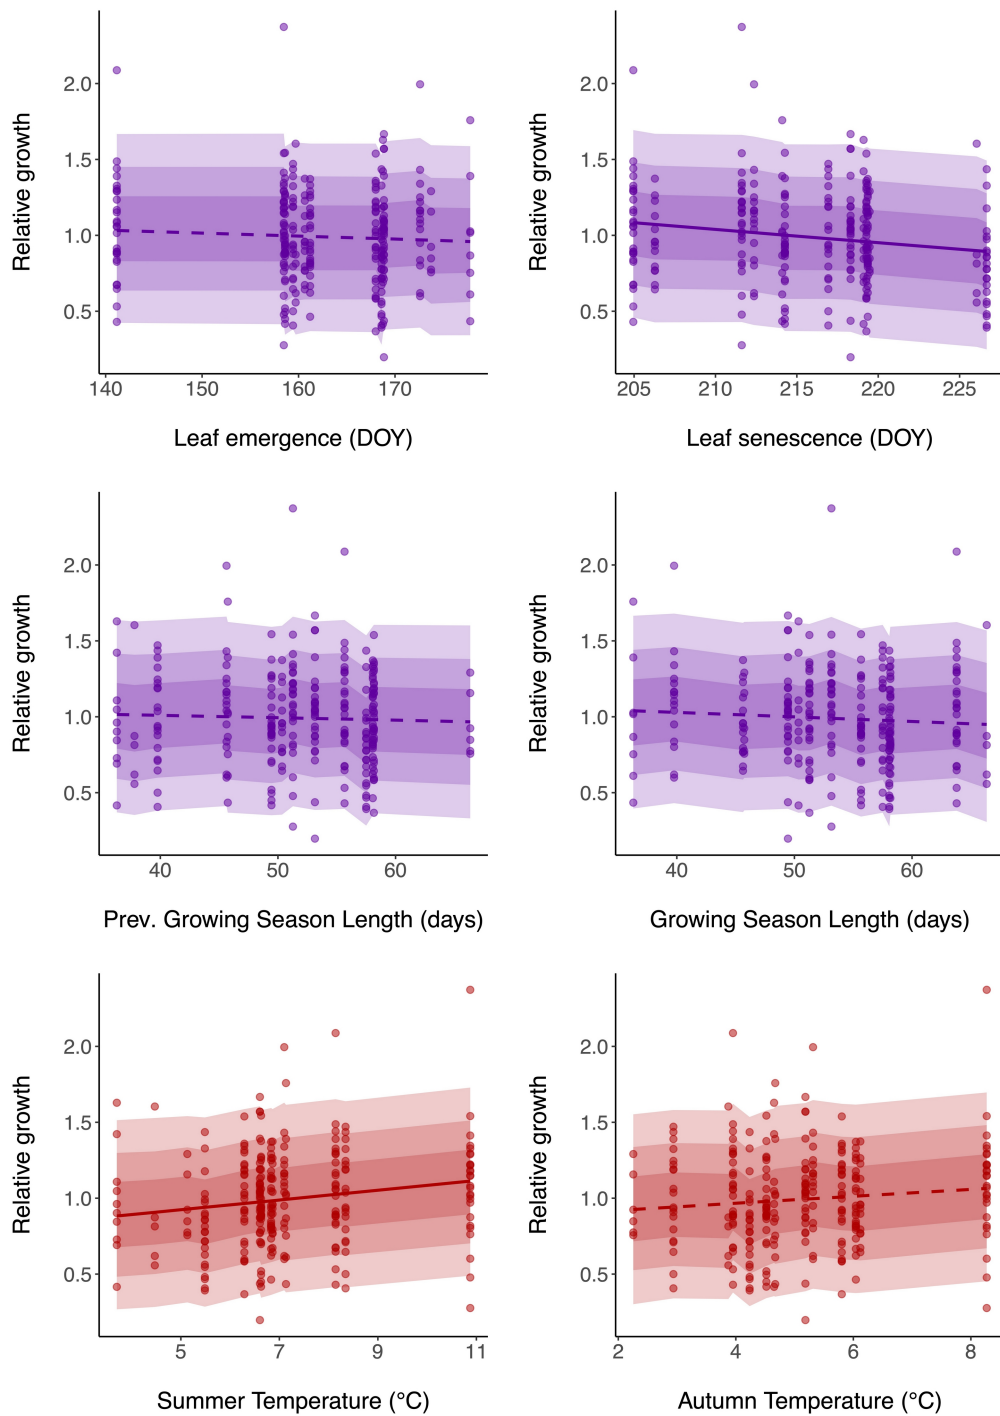 Relative growth
2.0
1.5
1.0
0.5
140 150 160 170
Leaf emergence (DOY)
Relative growth
2.0
1.5
1.0
0.5
205 210 215 220 225
Leaf senescence (DOY)
Relative growth
2.0
1.5
1.0
0.5
40 50 60
Prev. Growing Season Length (days)
Relative growth
2.0
1.5
1.0
0.5
40 50 60
Growing Season Length (days)
Relative growth
2.0
1.5
1.0
0.5
5 7 9 11
Summer Temperature (°C)
Relative growth
2.0
1.5
1.0
0.5
2 4 6 8
Autumn Temperature (°C)